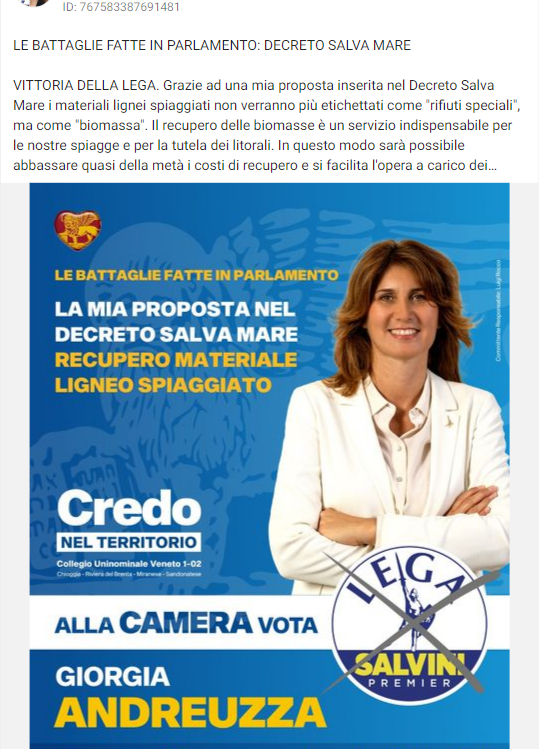 ID: 767583387691481
LE BATTAGLIE FATTE IN PARLAMENTO: DECRETO SALVA MARE
VITTORIA DELLA LEGA. Grazie ad una mia proposta inserita nel Decreto Salva
Mare i materiali lignei spiaggiati non verranno più etichettati come "rifiuti speciali",
ma come "biomassa". Il recupero delle biomasse è un servizio indispensabile per
le nostre spiagge e per la tutela dei litorali. In questo modo sarà possibile
abbassare quasi della metà i costi di recupero e si facilita l'opera a carico dei...
LE BATTAGLIE FATTE IN PARLAMENTO
LA MIA PROPOSTA NEL
DECRETO SALVA MARE
RECUPERO MATERIALE
LIGNEO SPIAGGIATO
Committente Responsabile: Luigi Rocco
Credo
NEL TERRITORIO
Collegio Uninominale Veneto 1-02
Chioggia - Riviera del Brenta - Miranese - Sandonatese
ALLA CAMERA VOTA
LEGA
SALVINI
PREMIER
GIORGIA
ANDREUZZA